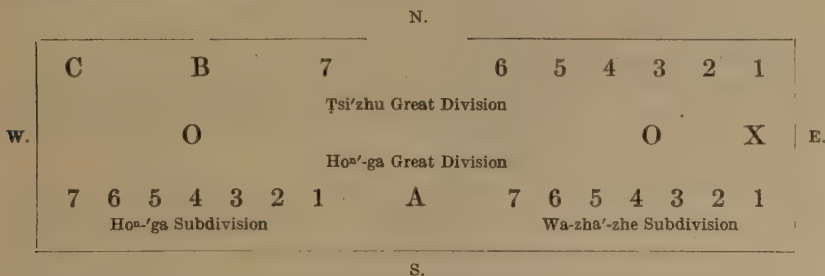 N.
C B 7 6 5 4 3 2 1
Ṭsi′zhu Great Division
W. O O X E.
Hoⁿ′-ga Great Division
7 6 5 4 3 2 1 A 7 6 5 4 3 2 1
Hoⁿ-′ga Subdivision Wa-zha′-zhe Subdivision
S.